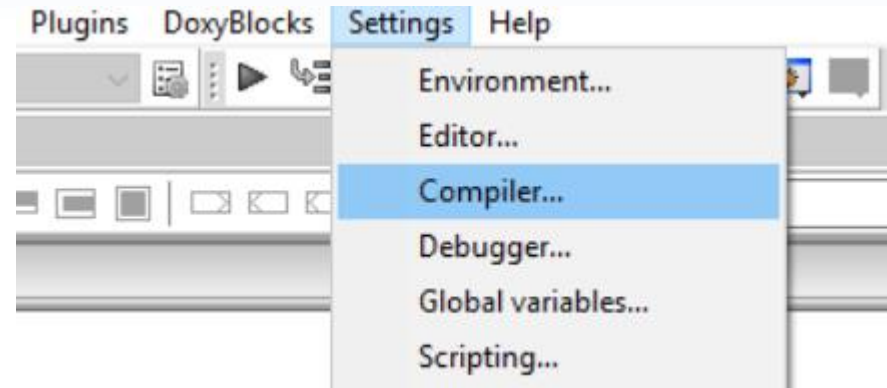 Plugins DoxyBlocks Settings Help
Environment...
Editor...
Compiler...
Debugger...
Global variables...
Scripting...